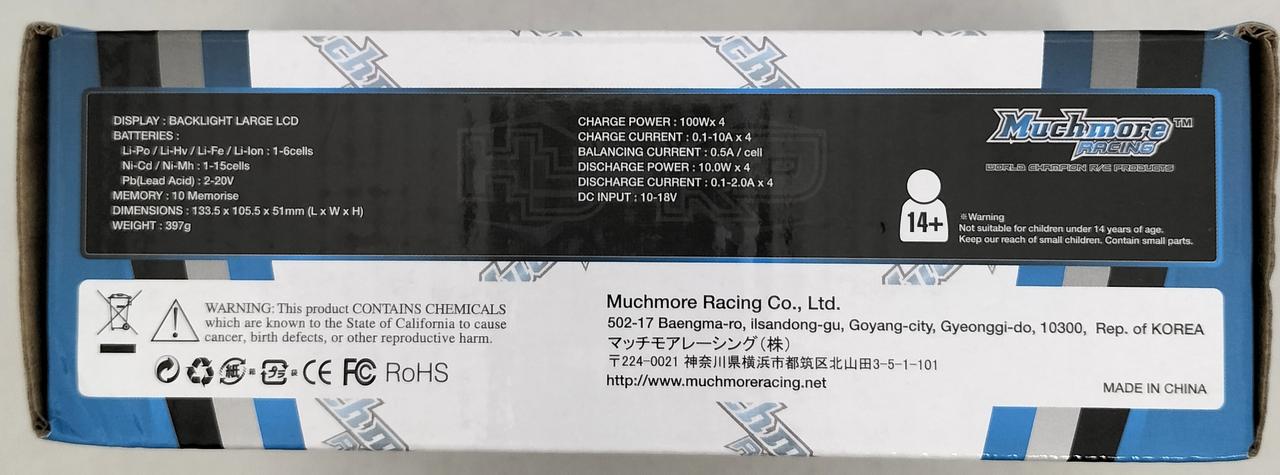 DISPLAY : BACKLIGHT LARGE LCD
BATTERIES :
Li-Po / Li-Hv / Li-Fe / Li-Ion : 1-6cells
Ni-Cd / Ni-Mh : 1-15cells
Pb(Lead Acid) : 2-20V
MEMORY : 10 Memorise
DIMENSIONS : 133.5 x 105.5 x 51mm (L x W x H)
WEIGHT : 397g
CHARGE POWER : 100Wx 4
CHARGE CURRENT : 0.1-10A x 4
BALANCING CURRENT : 0.5A / cell
DISCHARGE POWER : 10.0W x 4
DISCHARGE CURRENT : 0.1-2.0A x 4
DC INPUT : 10-18V
Muchmore TM
RACING
WORLD CHAMPION R/C PRODUCTS
14+
※Warning
Not suitable for children under 14 years of age.
Keep our reach of small children. Contain small parts.
WARNING: This product CONTAINS CHEMICALS
which are known to the State of California to cause
cancer, birth defects, or other reproductive harm.
紙 箱 プラ 袋 CE FC RoHS
Muchmore Racing Co., Ltd.
502-17 Baengma-ro, ilsandong-gu, Goyang-city, Gyeonggi-do, 10300, Rep. of KOREA
マッチモアレーシング(株)
〒224-0021 神奈川県横浜市都筑区北山田3-5-1-101
http://www.muchmoreracing.net
MADE IN CHINA